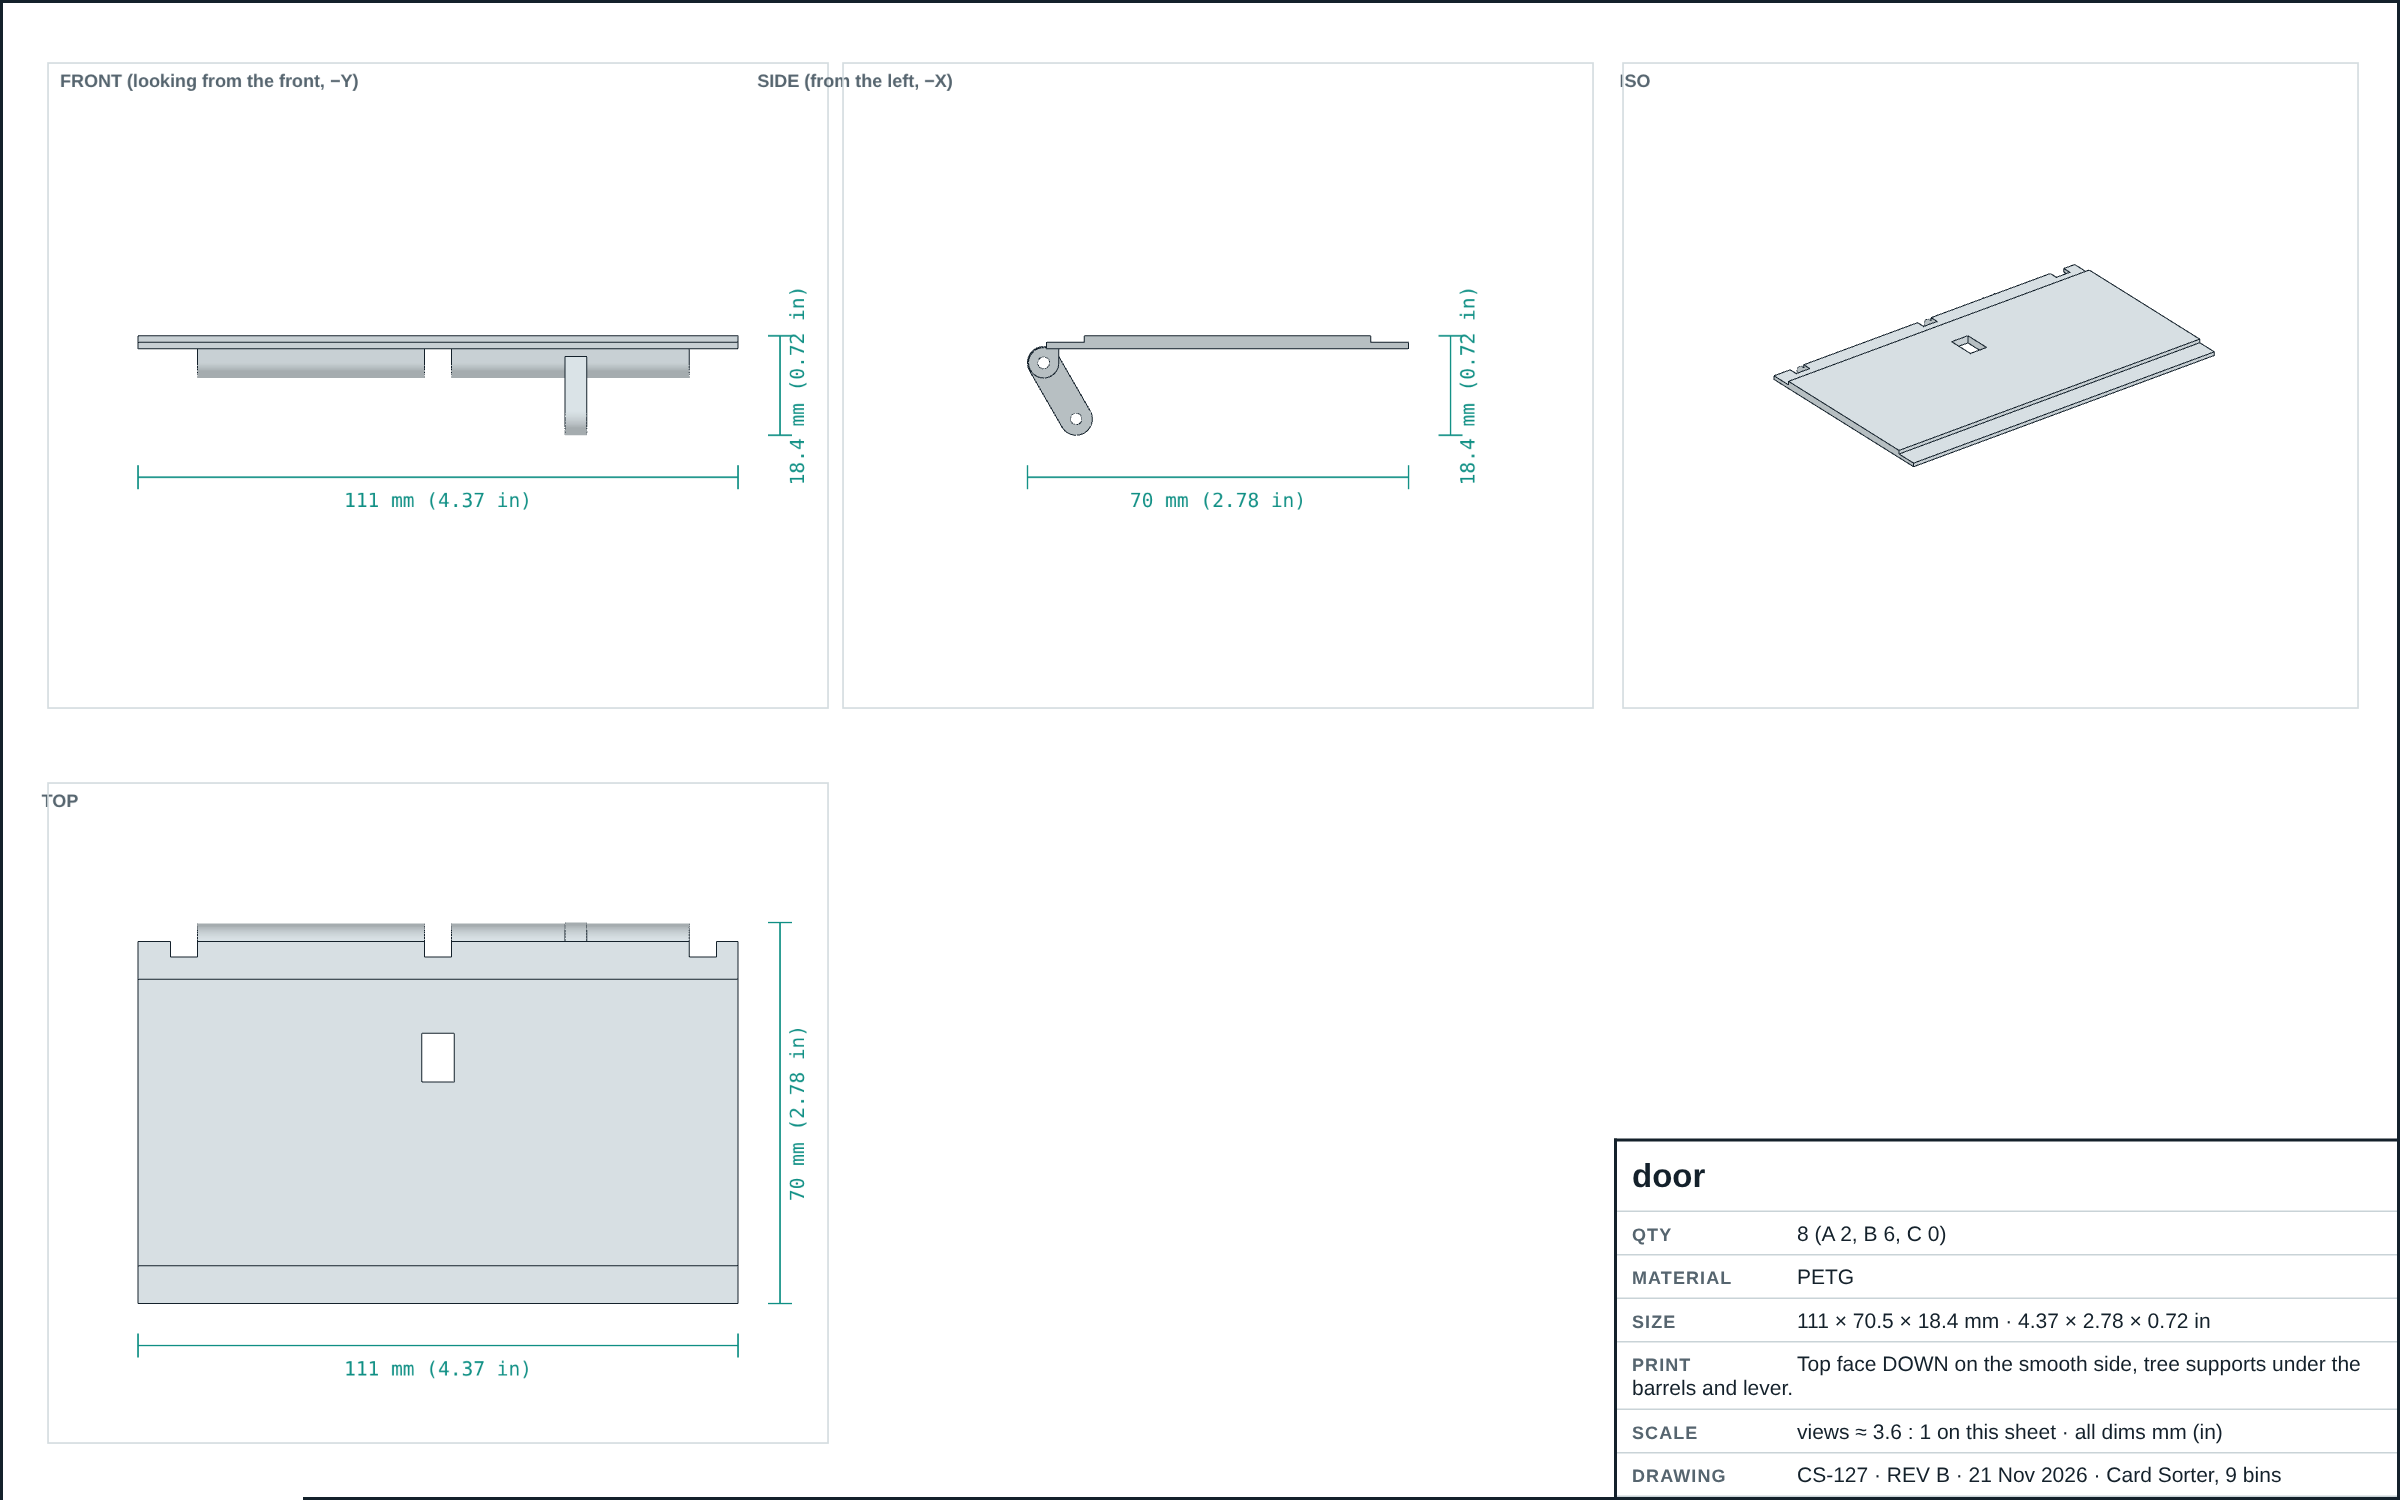 FRONT (looking from the front, −Y)
SIDE (from the left, −X)
ISO
18.4 mm (0.72 in)
18.4 mm (0.72 in)
111 mm (4.37 in)
70 mm (2.78 in)
TOP
70 mm (2.78 in)
111 mm (4.37 in)
door
QTY 8 (A 2, B 6, C 0)
MATERIAL PETG
SIZE 111 × 70.5 × 18.4 mm · 4.37 × 2.78 × 0.72 in
PRINT Top face DOWN on the smooth side, tree supports under the
barrels and lever.
SCALE views ≈ 3.6 : 1 on this sheet · all dims mm (in)
DRAWING CS-127 · REV B · 21 Nov 2026 · Card Sorter, 9 bins